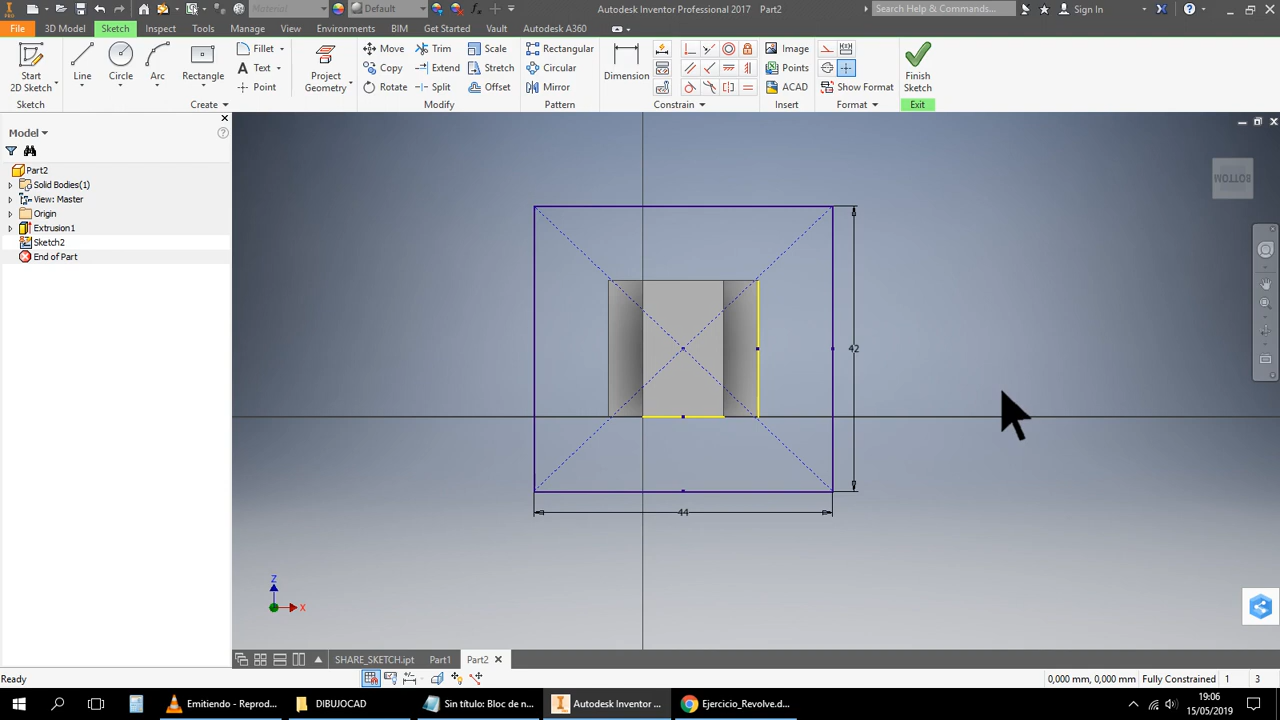 Material
Default
Autodesk Inventor Professional 2017 Part2
Search Help & Commands...
Sign In
File 3D Model Sketch Inspect Tools Manage View Environments BIM Get Started Vault Autodesk A360
PRO
Start
2D Sketch
Sketch
Line
Circle
Arc
Rectangle
Fillet
Text
Point
Create
Project
Geometry
Move
Copy
Rotate
Trim
Extend
Split
Scale
Stretch
Offset
Modify
Rectangular
Circular
Mirror
Pattern
Dimension
Constrain
Image
Points
ACAD
Insert
Show Format
Format
Finish
Sketch
Exit
Model
Part2
Solid Bodies(1)
View: Master
Origin
Extrusion1
Sketch2
End of Part
BOTTOM
42
44
Z
X
SHARE_SKETCH.ipt Part1 Part2
Ready
0,000 mm, 0,000 mm Fully Constrained 1 3
Emitiendo - Reprod...
DIBUJOCAD
Sin título: Bloc de n...
Autodesk Inventor ...
Ejercicio_Revolve.d...
19:06
15/05/2019